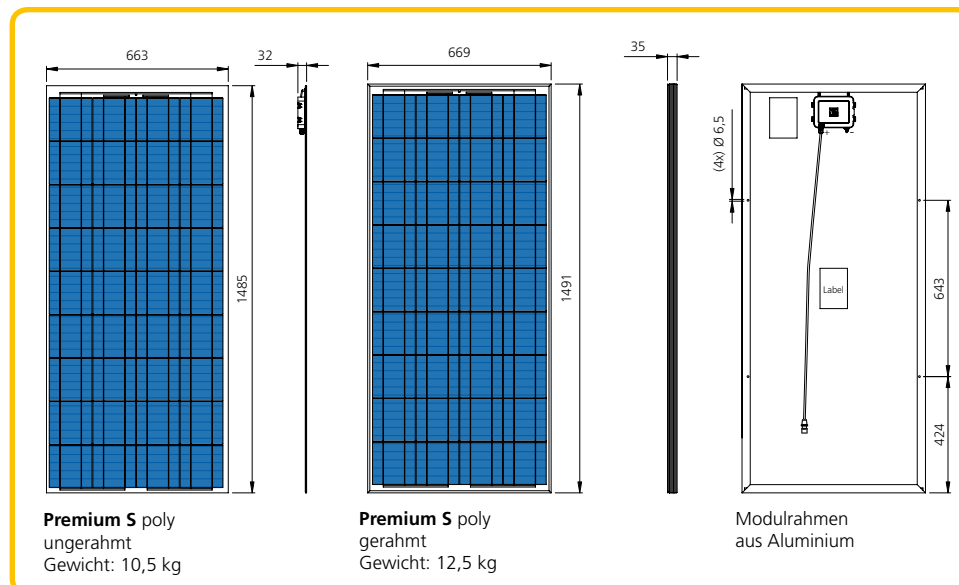 663
32
669
35
1485
1491
(4x) Ø 6,5
+ -
Label
643
424
Premium S poly
ungerahmt
Gewicht: 10,5 kg
Premium S poly
gerahmt
Gewicht: 12,5 kg
Modulrahmen
aus Aluminium